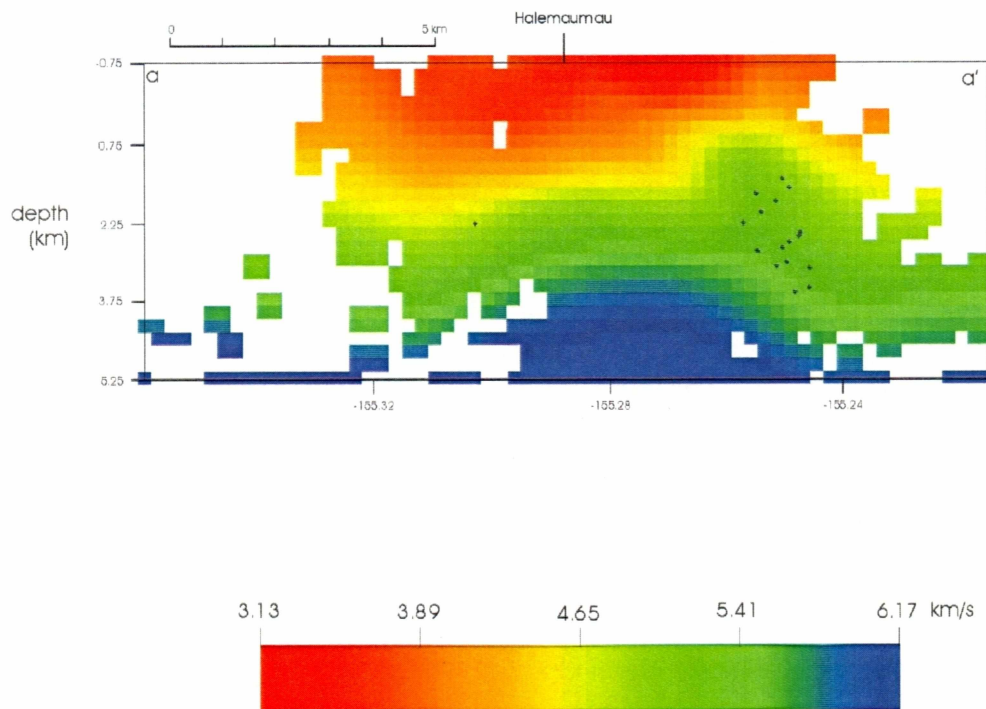 Halemaumau
0 5 km
-0.75
a a'
0.75
depth
(km)
2.25
3.75
5.25
-155.32 -155.28 -155.24
3.13 3.89 4.65 5.41 6.17 km/s